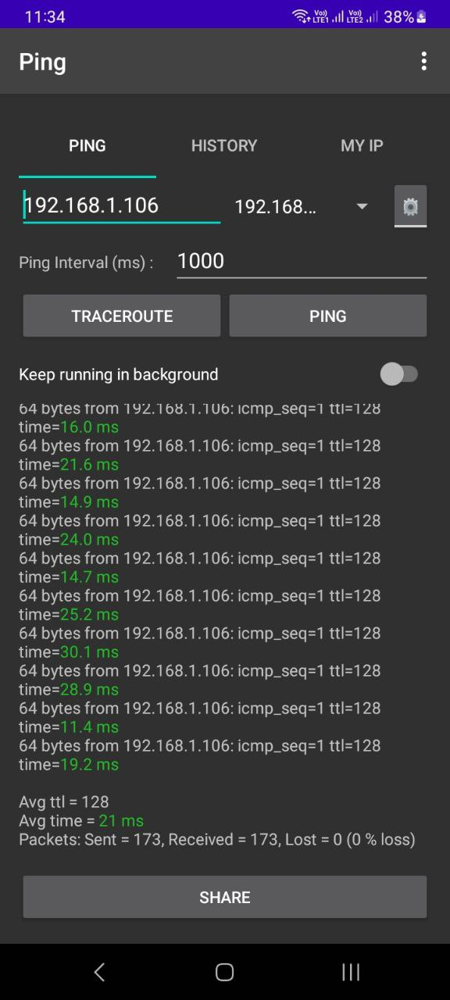 11:34
Vo)) LTE1 Vo)) LTE2 38%
Ping
PING HISTORY MY IP
192.168.1.106 192.168...
Ping Interval (ms) : 1000
TRACEROUTE PING
Keep running in background
64 bytes from 192.168.1.106: icmp_seq=1 ttl=128
time=16.0 ms
64 bytes from 192.168.1.106: icmp_seq=1 ttl=128
time=21.6 ms
64 bytes from 192.168.1.106: icmp_seq=1 ttl=128
time=14.9 ms
64 bytes from 192.168.1.106: icmp_seq=1 ttl=128
time=24.0 ms
64 bytes from 192.168.1.106: icmp_seq=1 ttl=128
time=14.7 ms
64 bytes from 192.168.1.106: icmp_seq=1 ttl=128
time=25.2 ms
64 bytes from 192.168.1.106: icmp_seq=1 ttl=128
time=30.1 ms
64 bytes from 192.168.1.106: icmp_seq=1 ttl=128
time=28.9 ms
64 bytes from 192.168.1.106: icmp_seq=1 ttl=128
time=11.4 ms
64 bytes from 192.168.1.106: icmp_seq=1 ttl=128
time=19.2 ms
Avg ttl = 128
Avg time = 21 ms
Packets: Sent = 173, Received = 173, Lost = 0 (0 % loss)
SHARE